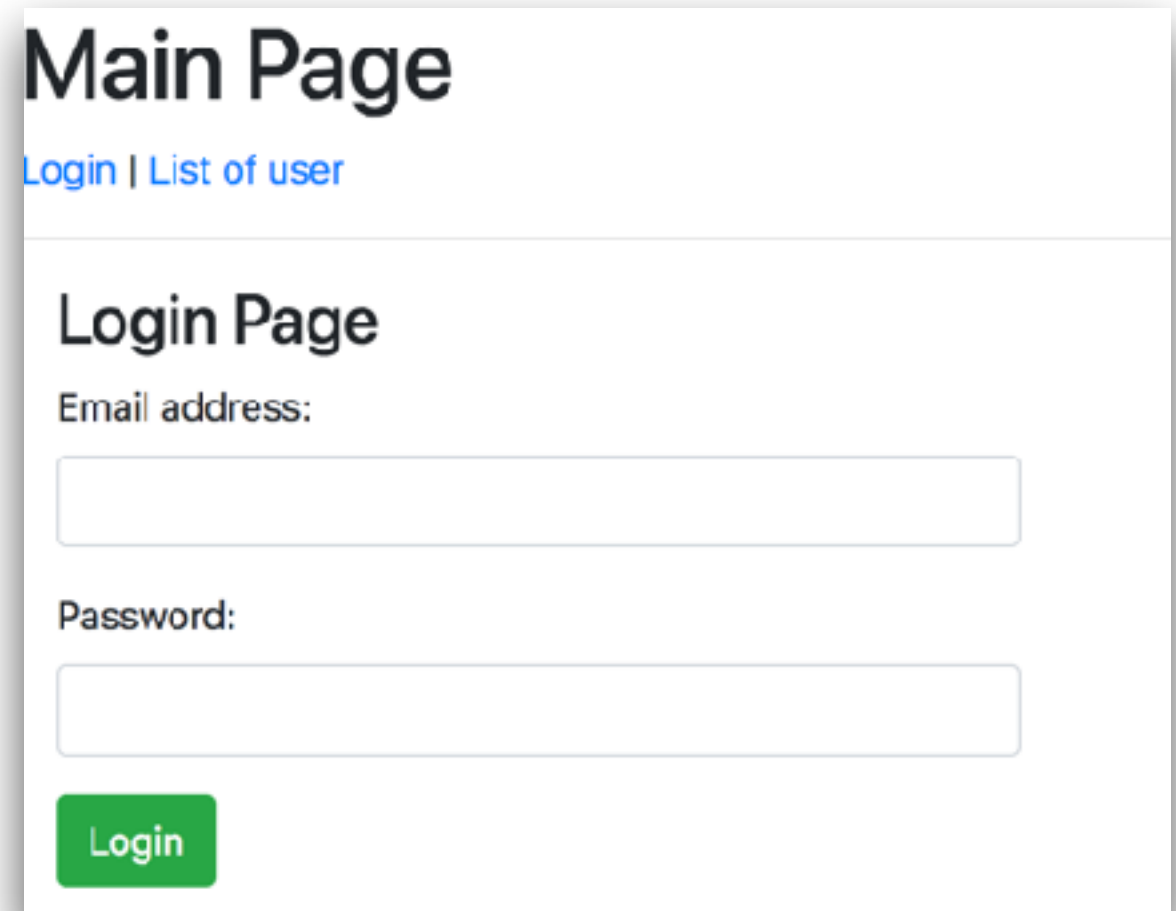 Main Page
Login | List of user
Login Page
Email address:
Password:
Login